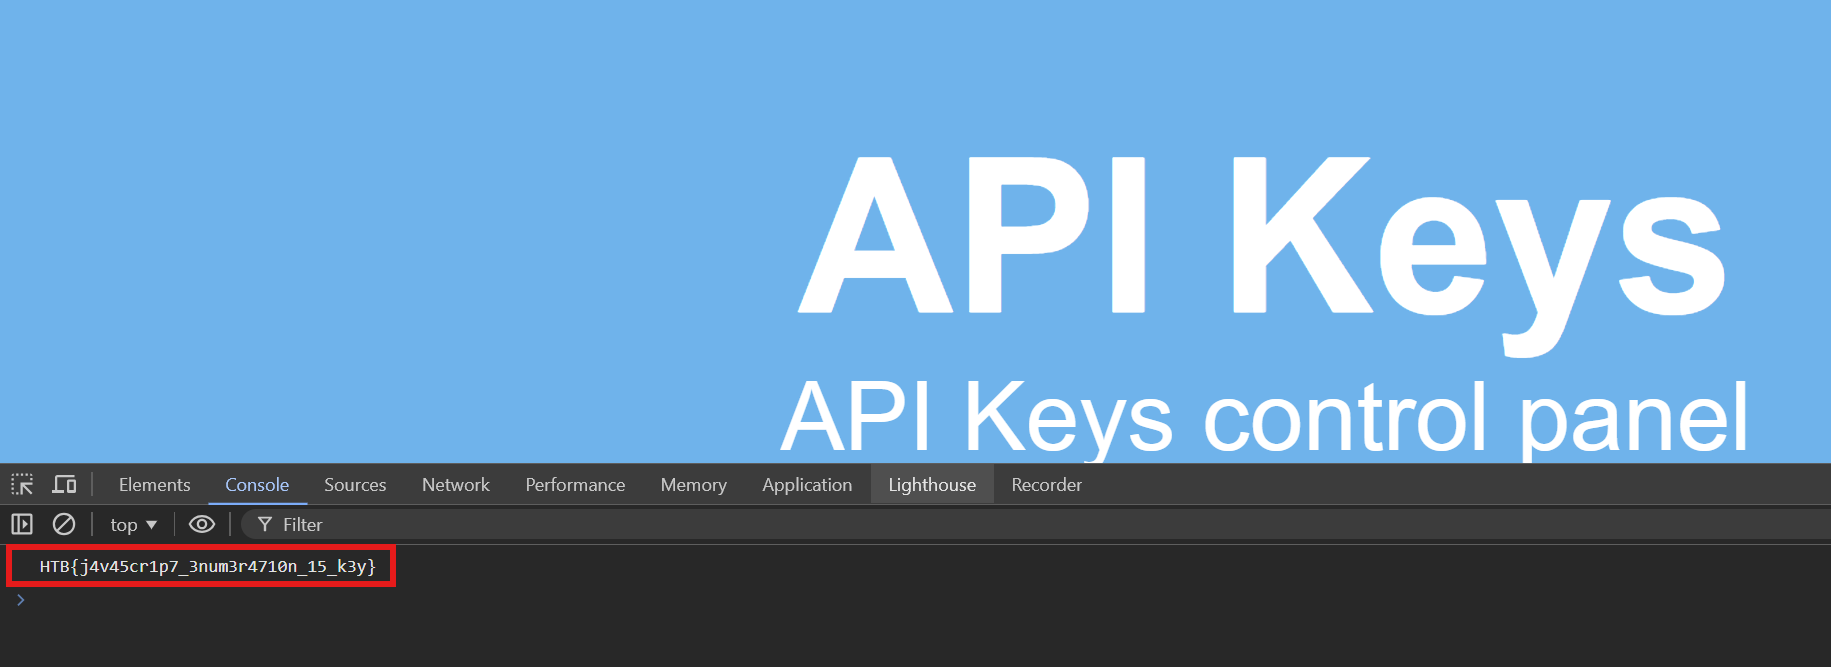 API Keys
API Keys control panel
Elements Console Sources Network Performance Memory Application Lighthouse Recorder
top Filter
HTB{j4v45cr1p7_3num3r4710n_15_k3y}